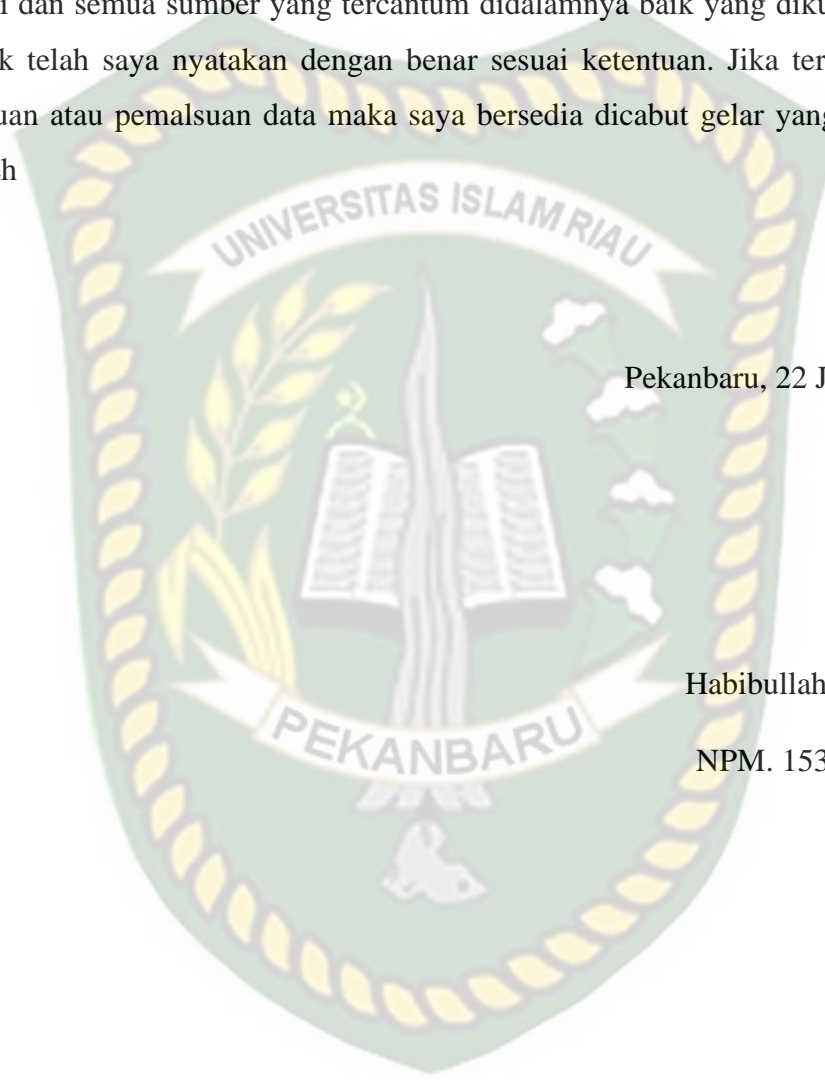 i dan semua sumber yang tercantum didalamnya baik yang diku
k telah saya nyatakan dengan benar sesuai ketentuan. Jika ter
uan atau pemalsuan data maka saya bersedia dicabut gelar yang
h
UNIVERSITAS ISLAM RIAU
Pekanbaru, 22 J
Habibullah
PEKANBARU
NPM. 153